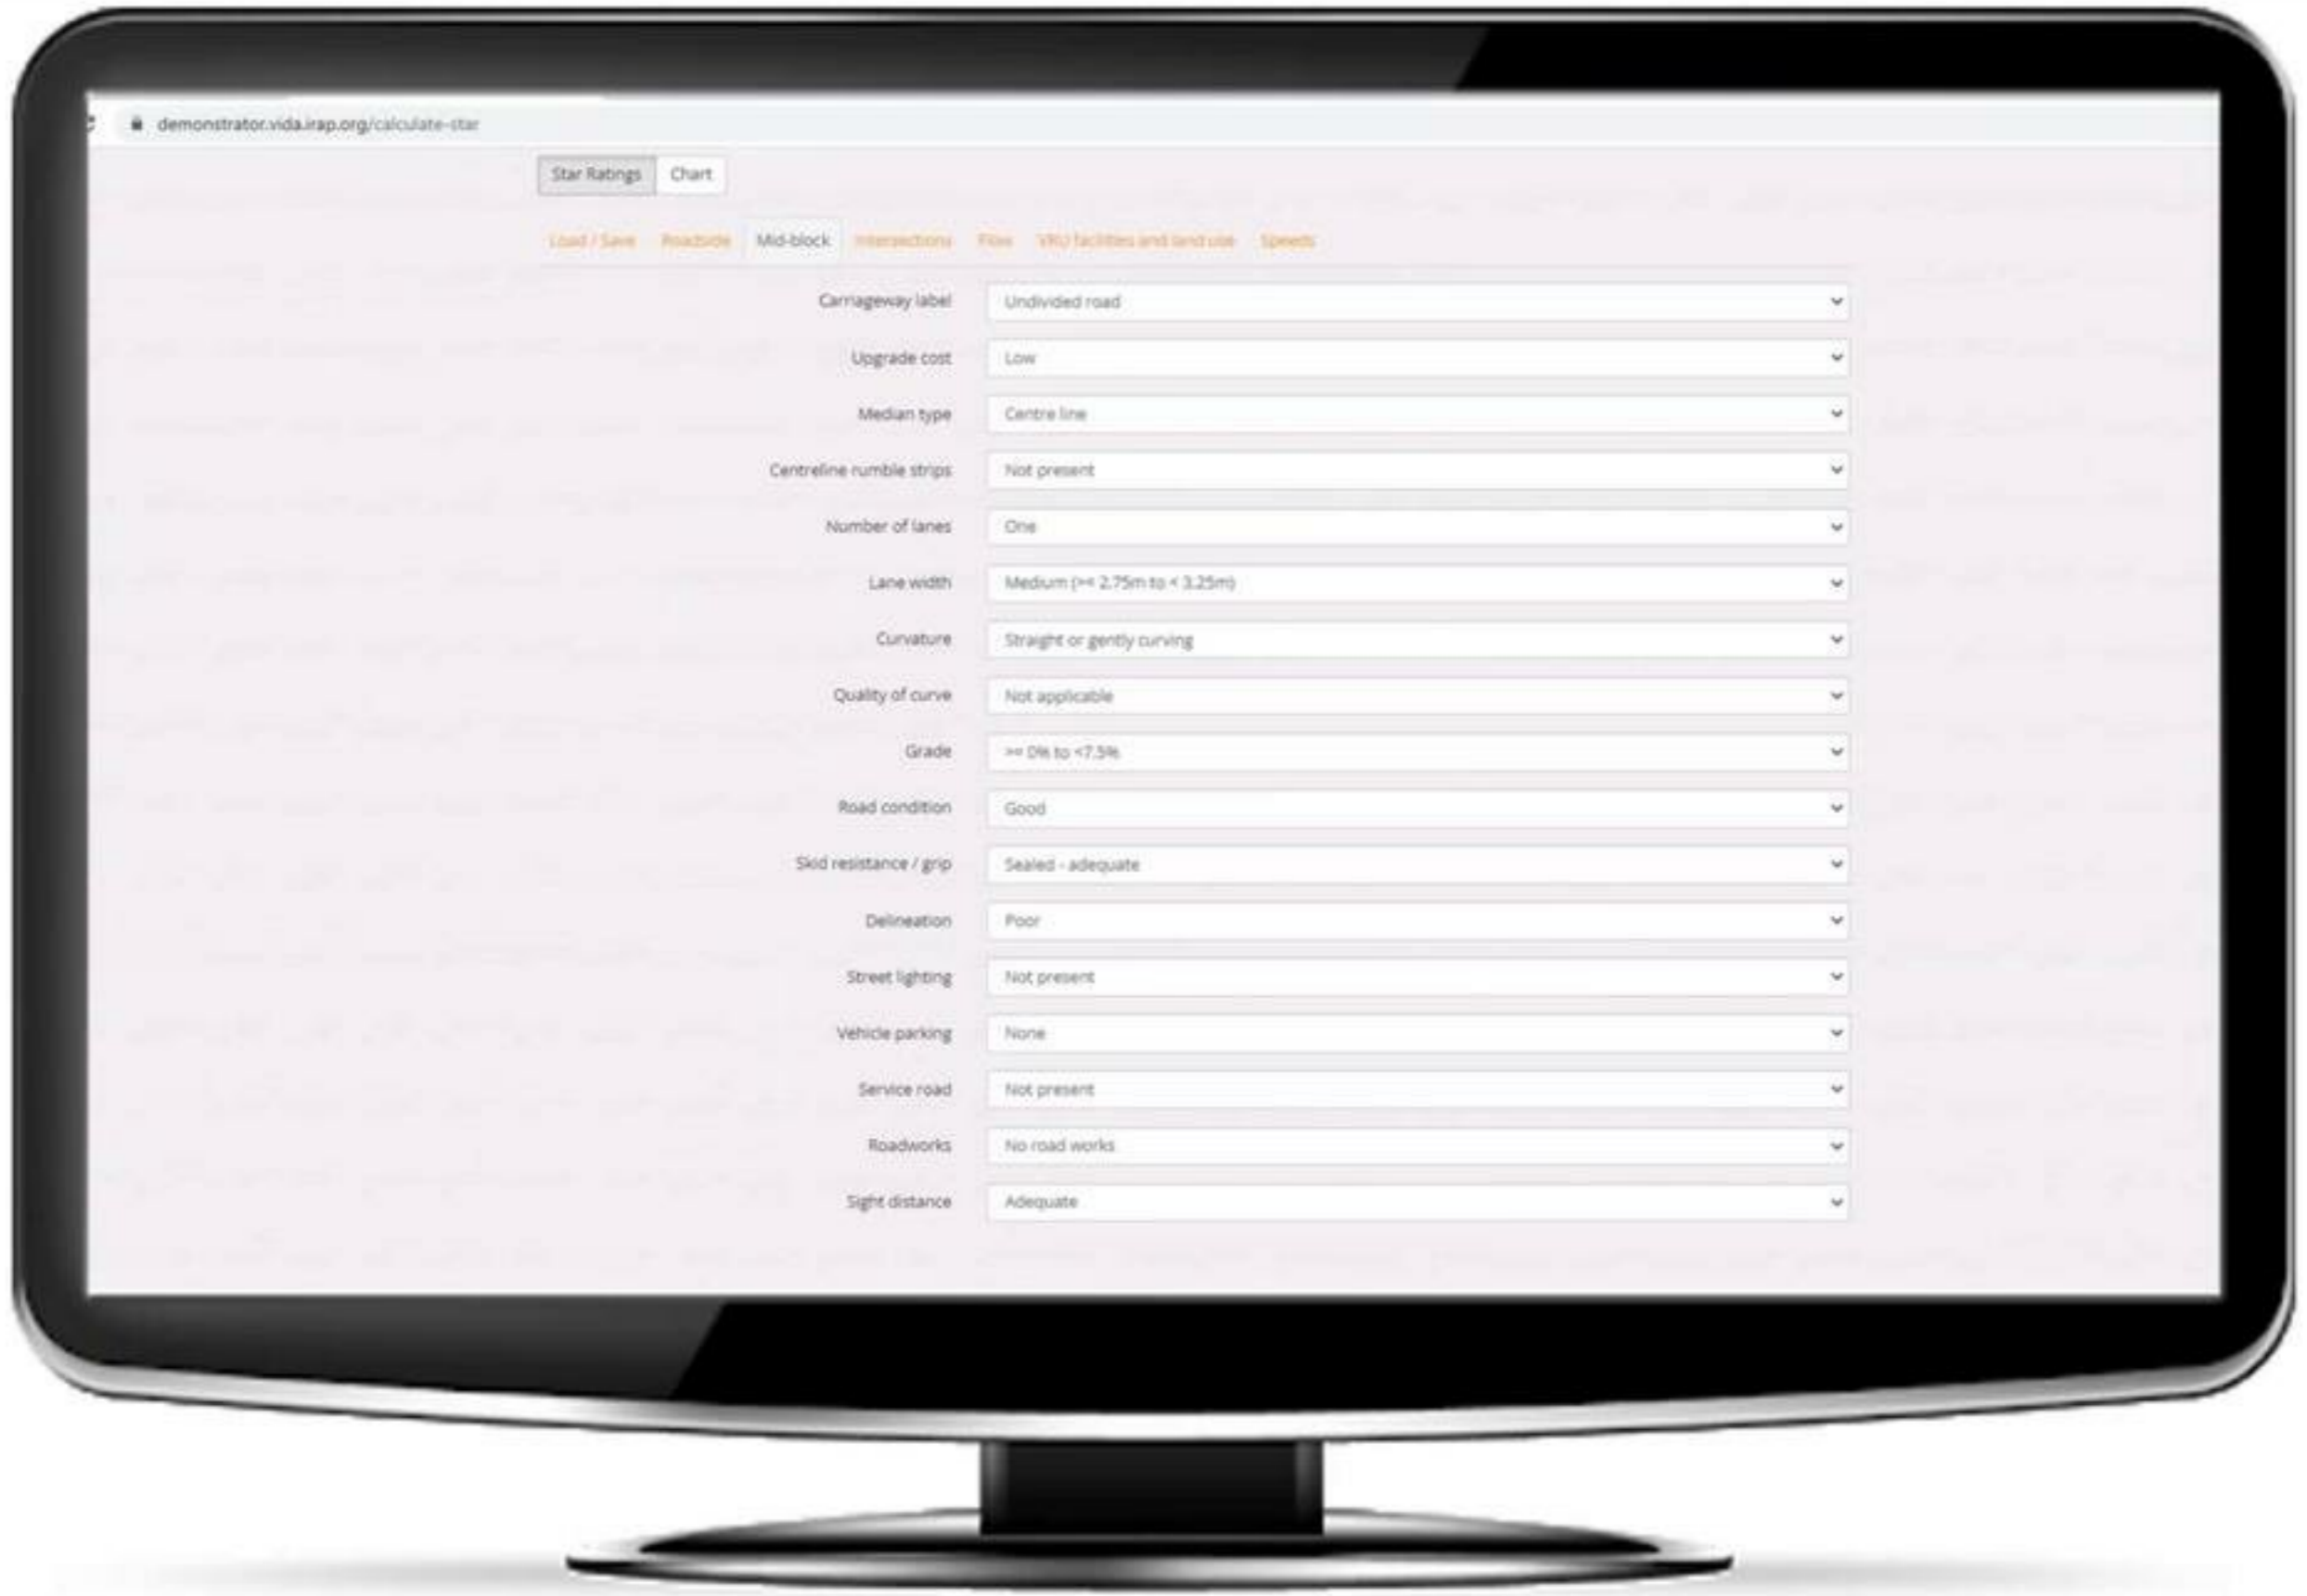 demonstrator.vida.irap.org/calculate-star
Star Ratings Chart
Load / Save Roadside Mid-block Intersections Flow VRU facilities and land use Speeds
Carriageway label Undivided road
Upgrade cost Low
Median type Centre line
Centreline rumble strips Not present
Number of lanes One
Lane width Medium (>= 2.75m to < 3.25m)
Curvature Straight or gently curving
Quality of curve Not applicable
Grade >= 0% to <7.5%
Road condition Good
Skid resistance / grip Sealed - adequate
Delineation Poor
Street lighting Not present
Vehicle parking None
Service road Not present
Roadworks No road works
Sight distance Adequate